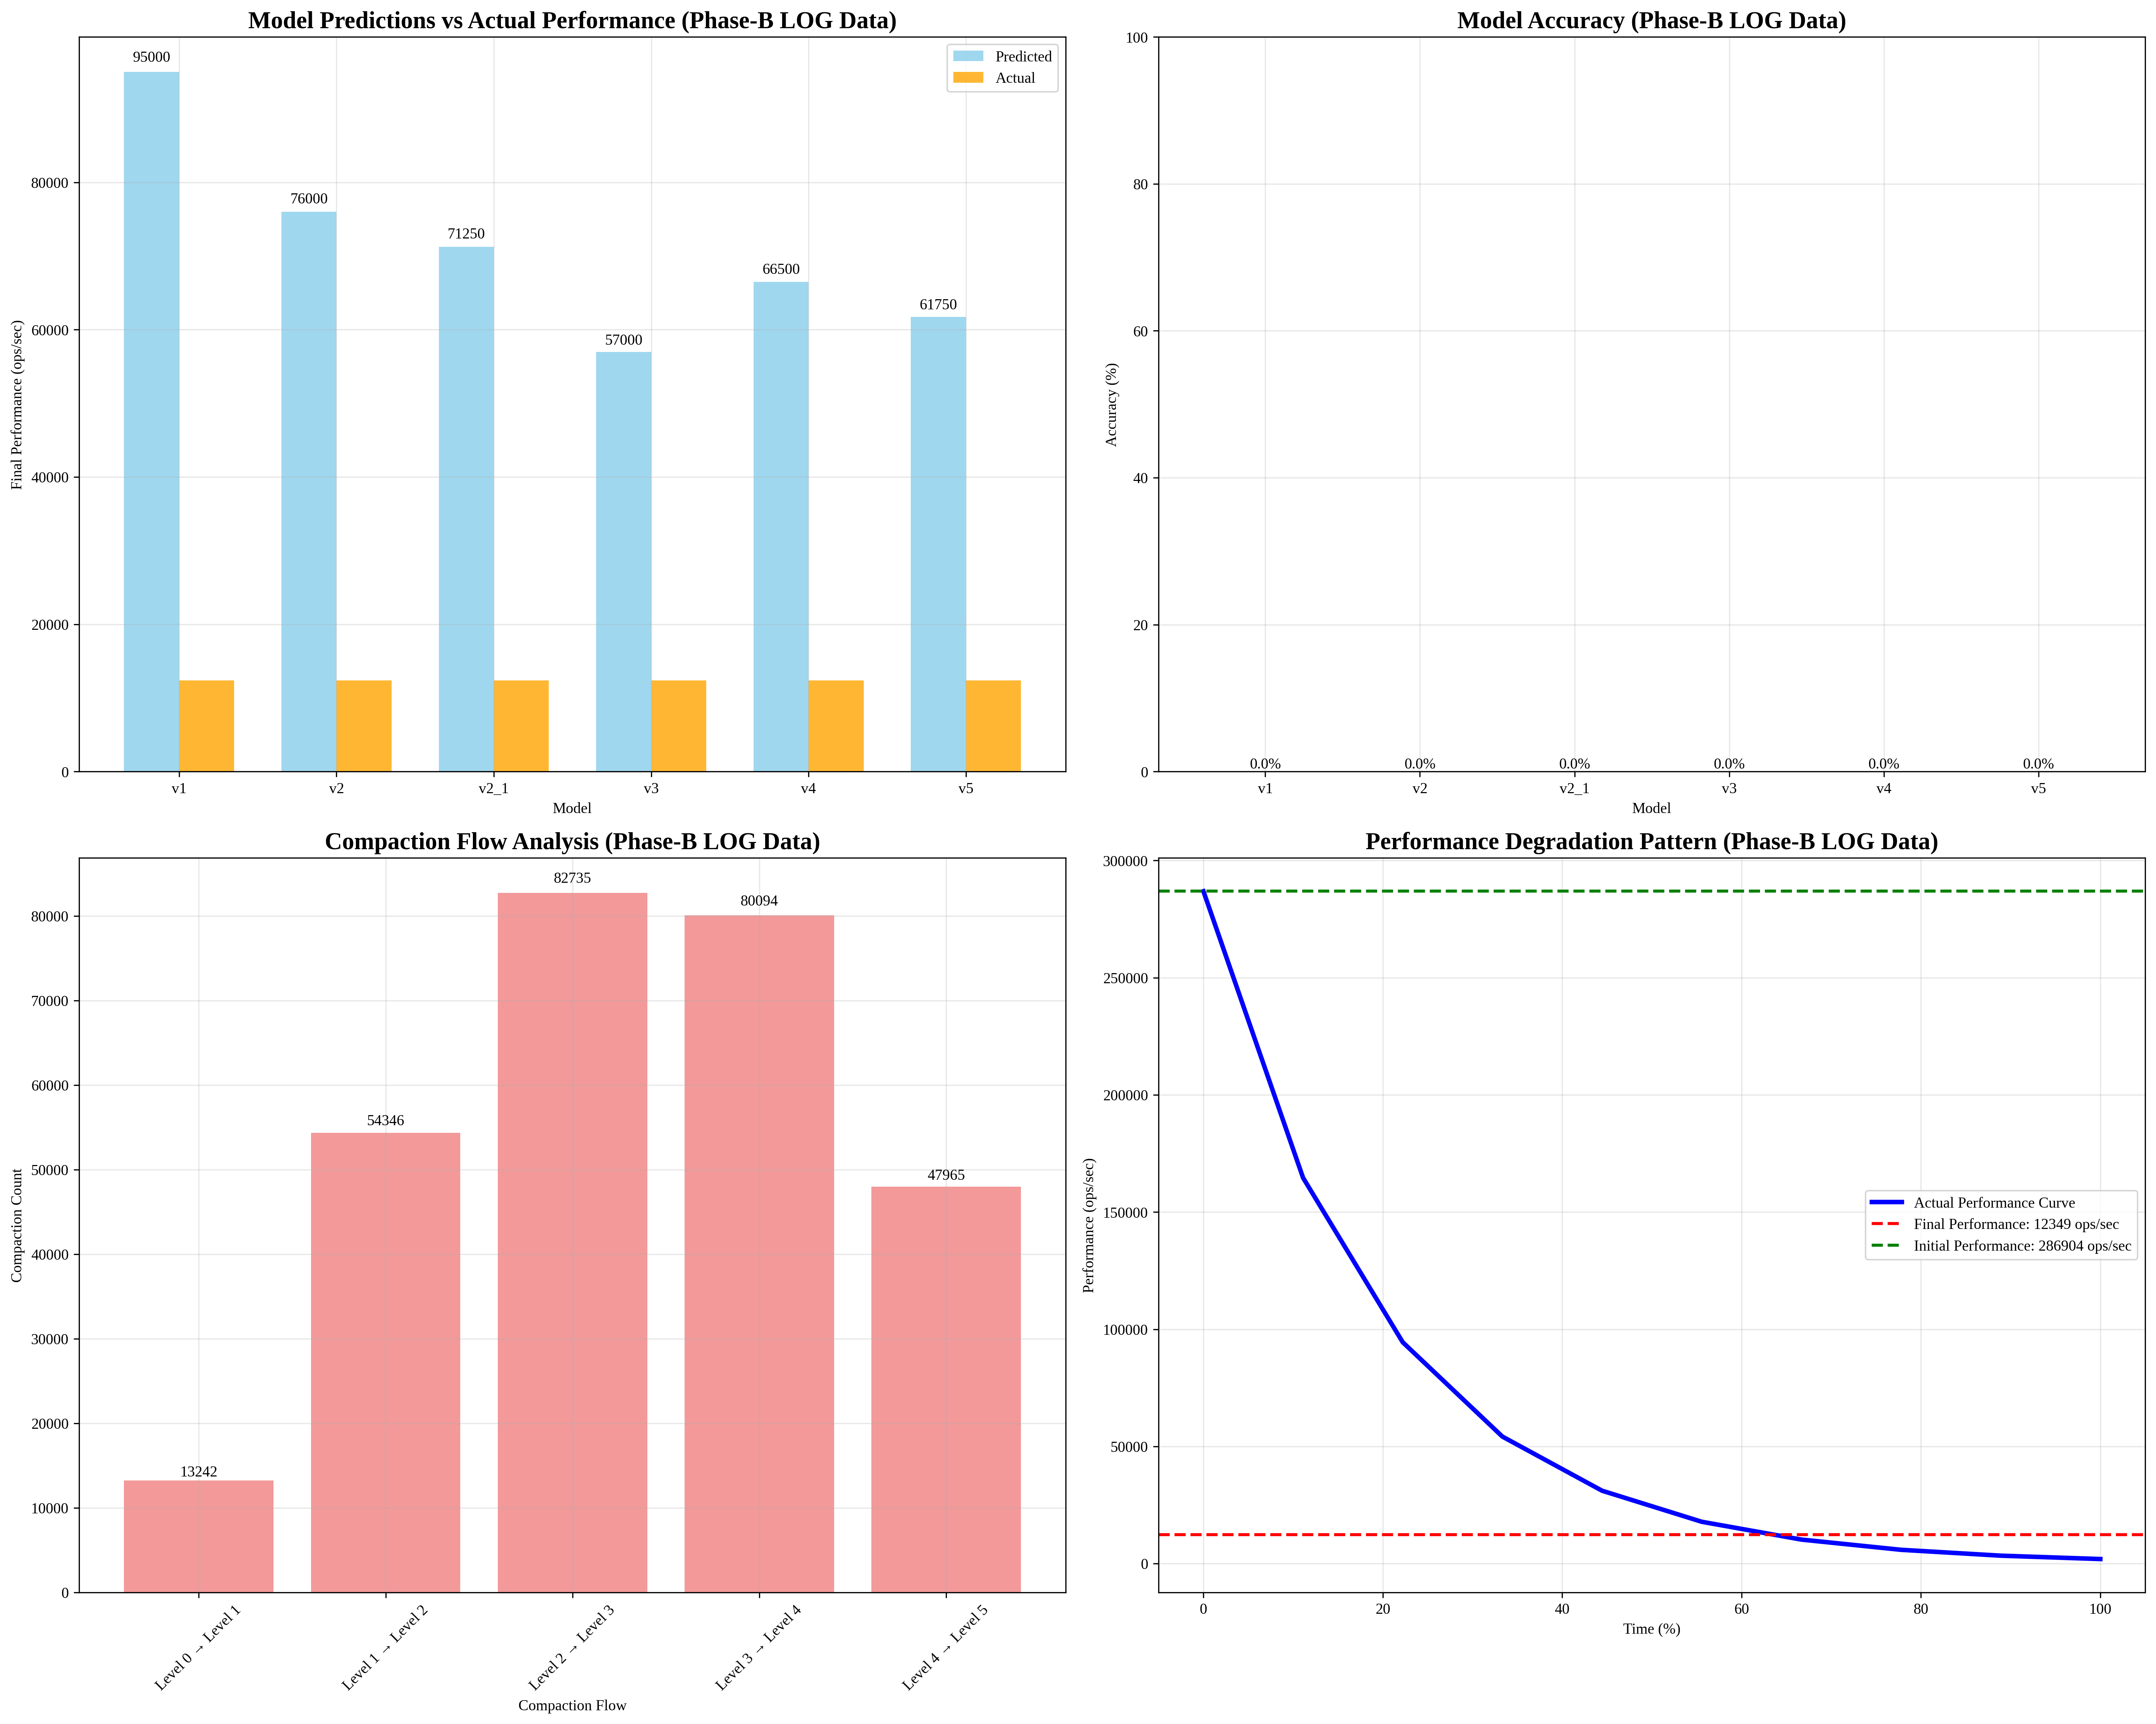 Model Predictions vs Actual Performance (Phase-B LOG Data)
Predicted
Actual
95000
76000
71250
57000
66500
61750
Final Performance (ops/sec)
80000
60000
40000
20000
0
v1 v2 v2_1 v3 v4 v5
Model
Model Accuracy (Phase-B LOG Data)
Accuracy (%)
100
80
60
40
20
0
0.0% 0.0% 0.0% 0.0% 0.0% 0.0%
v1 v2 v2_1 v3 v4 v5
Model
Compaction Flow Analysis (Phase-B LOG Data)
Compaction Count
80000
70000
60000
50000
40000
30000
20000
10000
0
13242
54346
82735
80094
47965
Level 0 → Level 1
Level 1 → Level 2
Level 2 → Level 3
Level 3 → Level 4
Level 4 → Level 5
Compaction Flow
Performance Degradation Pattern (Phase-B LOG Data)
Performance (ops/sec)
300000
250000
200000
150000
100000
50000
0
Actual Performance Curve
Final Performance: 12349 ops/sec
Initial Performance: 286904 ops/sec
0 20 40 60 80 100
Time (%)